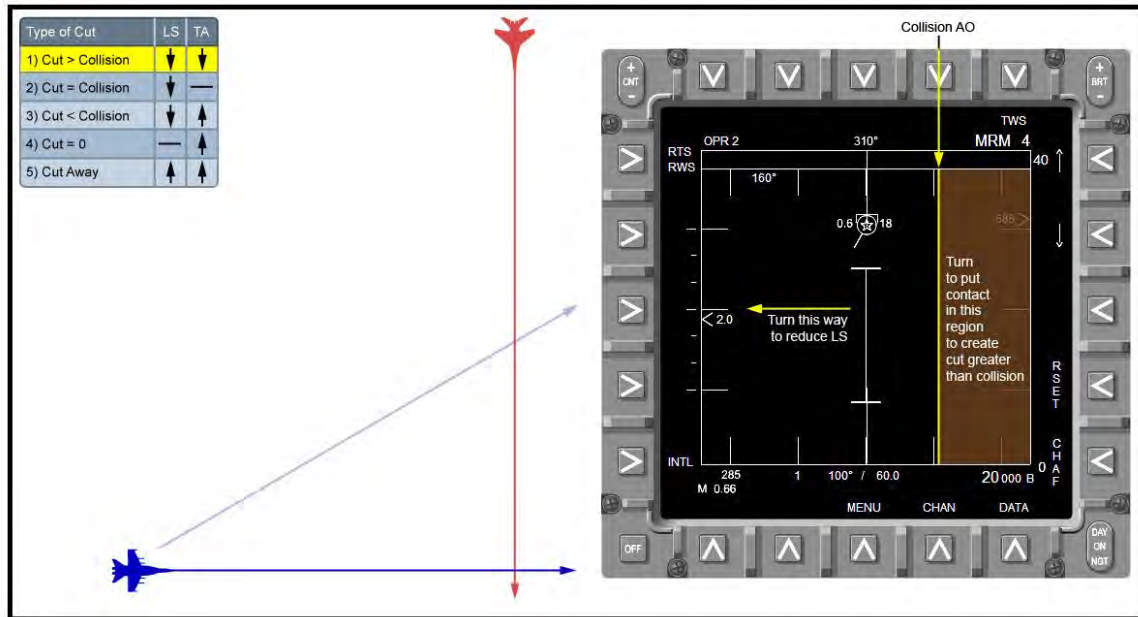 Type of Cut LS TA
1) Cut > Collision
2) Cut = Collision
3) Cut < Collision
4) Cut = 0
5) Cut Away
Collision AO
+ CNT -
+ BRT -
TWS
OPR 2 310° MRM 4
RTS
RWS
40
160°
585
0.6 18
Turn
to put
contact
in this
region
to create
cut greater
than collision
Turn this way
to reduce LS
2.0
RSET
CHAF
INTL
0
285 1 100° / 60.0 20 000 B
M 0.66
MENU CHAN DATA
OFF
DAY
ON
NGT